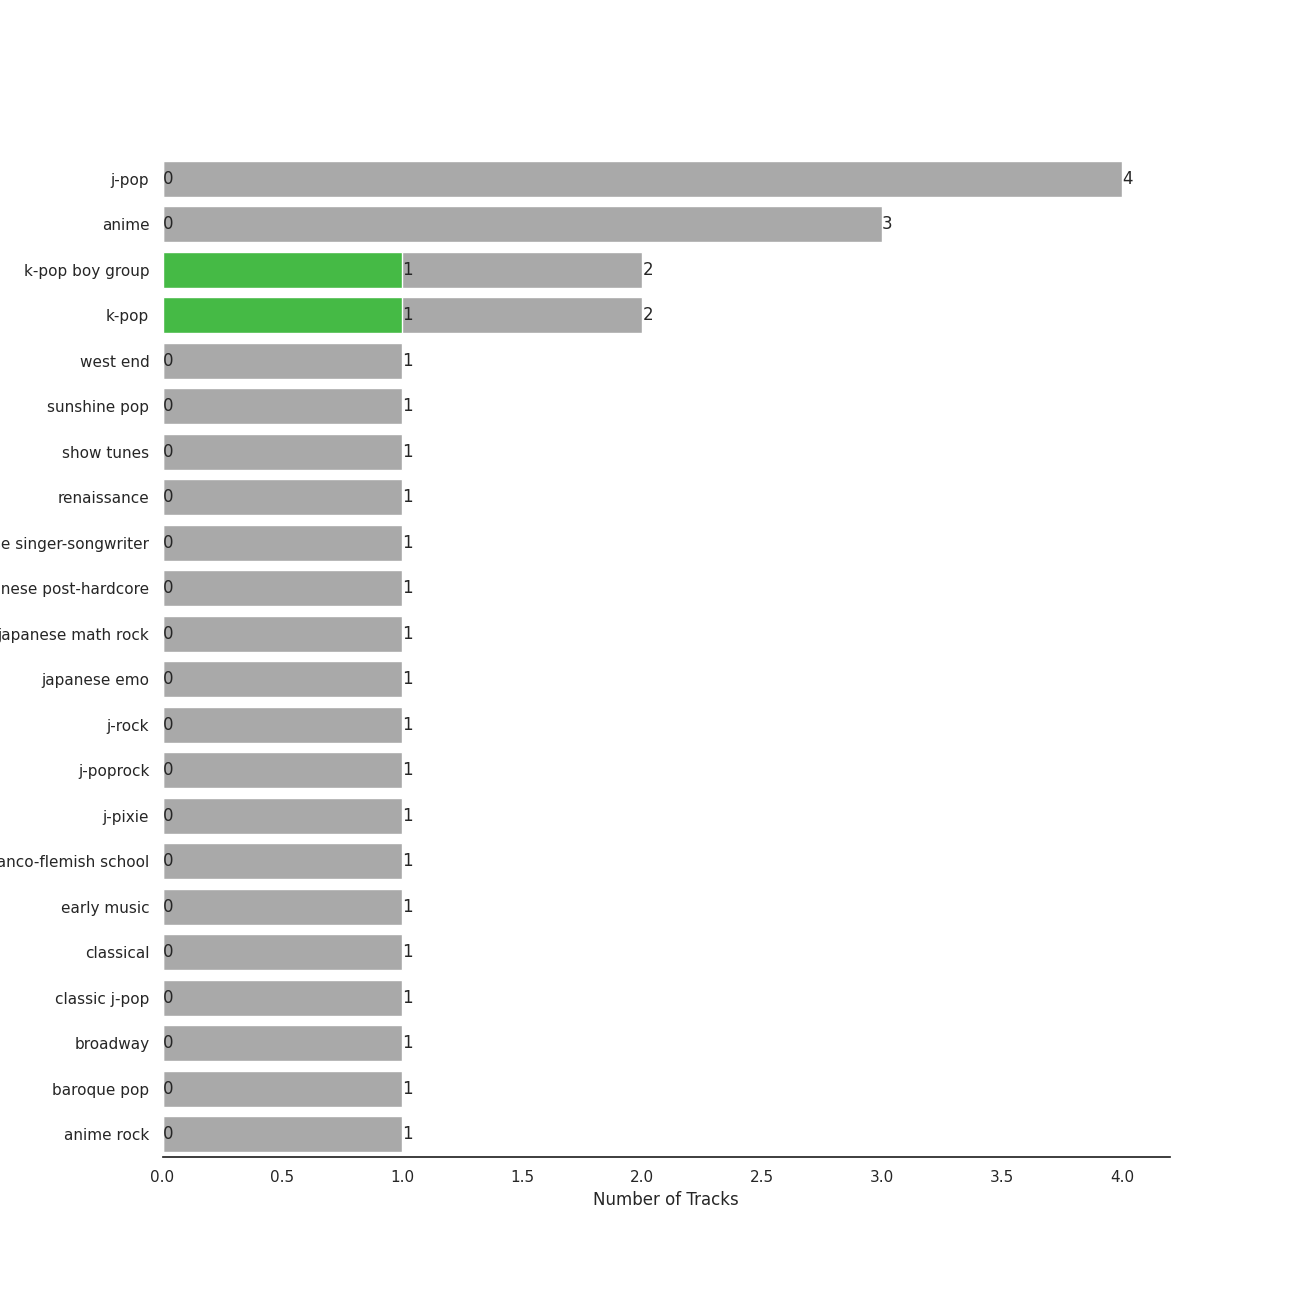 j-pop 0 4
anime 0 3
k-pop boy group 1 2
k-pop 1 2
west end 0 1
sunshine pop 0 1
show tunes 0 1
renaissance 0 1
e singer-songwriter 0 1
nese post-hardcore 0 1
japanese math rock 0 1
japanese emo 0 1
j-rock 0 1
j-poprock 0 1
j-pixie 0 1
anco-flemish school 0 1
early music 0 1
classical 0 1
classic j-pop 0 1
broadway 0 1
baroque pop 0 1
anime rock 0 1
0.0 0.5 1.0 1.5 2.0 2.5 3.0 3.5 4.0
Number of Tracks